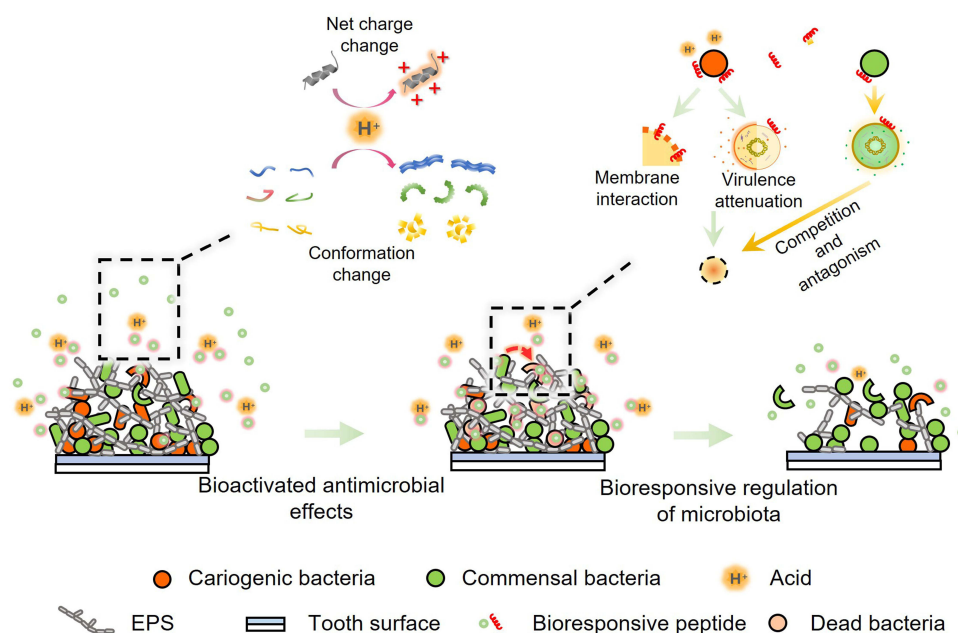 Net charge
change
H⁺
Conformation
change
H⁺
H⁺
Membrane
interaction
Virulence
attenuation
Competition
and
antagonism
H⁺
H⁺
H⁺
H⁺
H⁺
H⁺
H⁺
H⁺
H⁺
H⁺
H⁺
Bioactivated antimicrobial
effects
Bioresponsive regulation
of microbiota
Cariogenic bacteria
Commensal bacteria
H⁺ Acid
EPS
Tooth surface
Bioresponsive peptide
Dead bacteria